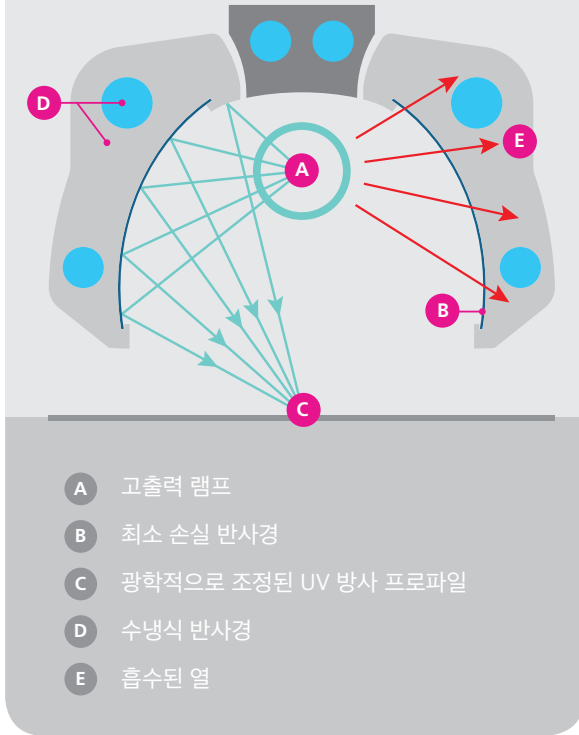 D
E
A
B
C
A 고출력 램프
B 최소 손실 반사경
C 광학적으로 조정된 UV 방사 프로파일
D 수냉식 반사경
E 흡수된 열